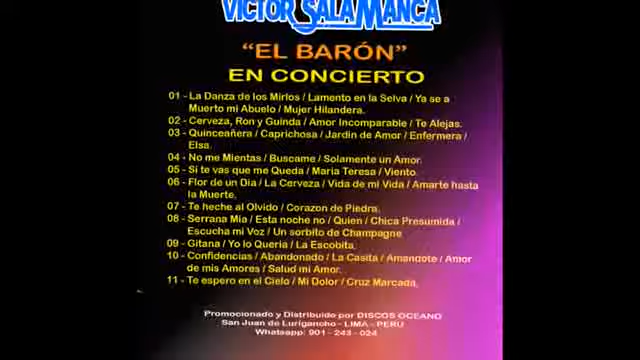 VICTOR SALAMANCA
"EL BARÓN"
EN CONCIERTO
01 - La Danza de los Mirlos / Lamento en la Selva / Ya se a
Muerto mi Abuelo / Mujer Hilandera.
02 - Cerveza, Ron y Guinda / Amor Incomparable / Te Alejas.
03 - Quinceañera / Caprichosa / Jardin de Amor / Enfermera /
Elsa.
04 - No me Mientas / Buscame / Solamente un Amor.
05 - Si te vas que me Queda / Maria Teresa / Viento.
06 - Flor de un Dia / La Cerveza / Vida de mi Vida / Amarte hasta
la Muerte.
07 - Te heche al Olvido / Corazon de Piedra.
08 - Serrana Mia / Esta noche no / Quien / Chica Presumida /
Escucha mi Voz / Un sorbito de Champagne
09 - Gitana / Yo lo Queria / La Escobita.
10 - Confidencias / Abandonado / La Casita / Amandote / Amor
de mis Amores / Salud mi Amor.
11 - Te espero en el Cielo / Mi Dolor / Cruz Marcada.
Promocionado y Distribuido por DISCOS OCEANO
San Juan de Lurigancho - LIMA - PERU
Whatsapp: 901 - 243 - 024